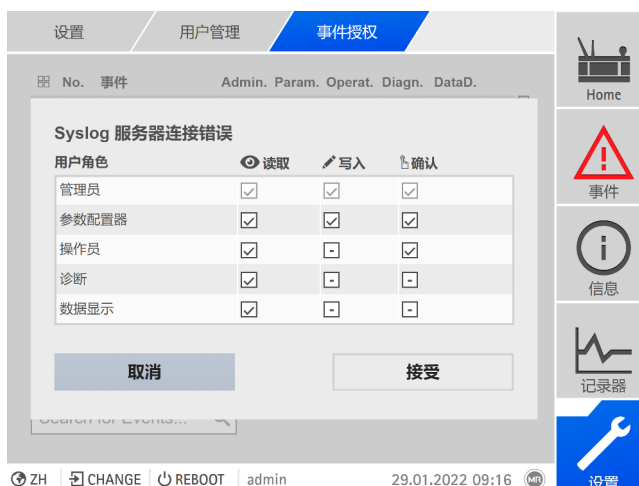 设置 用户管理 事件授权
No. 事件 Admin. Param. Operat. Diagn. DataD.
Syslog 服务器连接错误
用户角色 读取 写入 确认
管理员
参数配置器
操作员
诊断
数据显示
取消 接受
Search for Events...
Home
事件
信息
记录器
设置
ZH CHANGE REBOOT admin 29.01.2022 09:16 MR